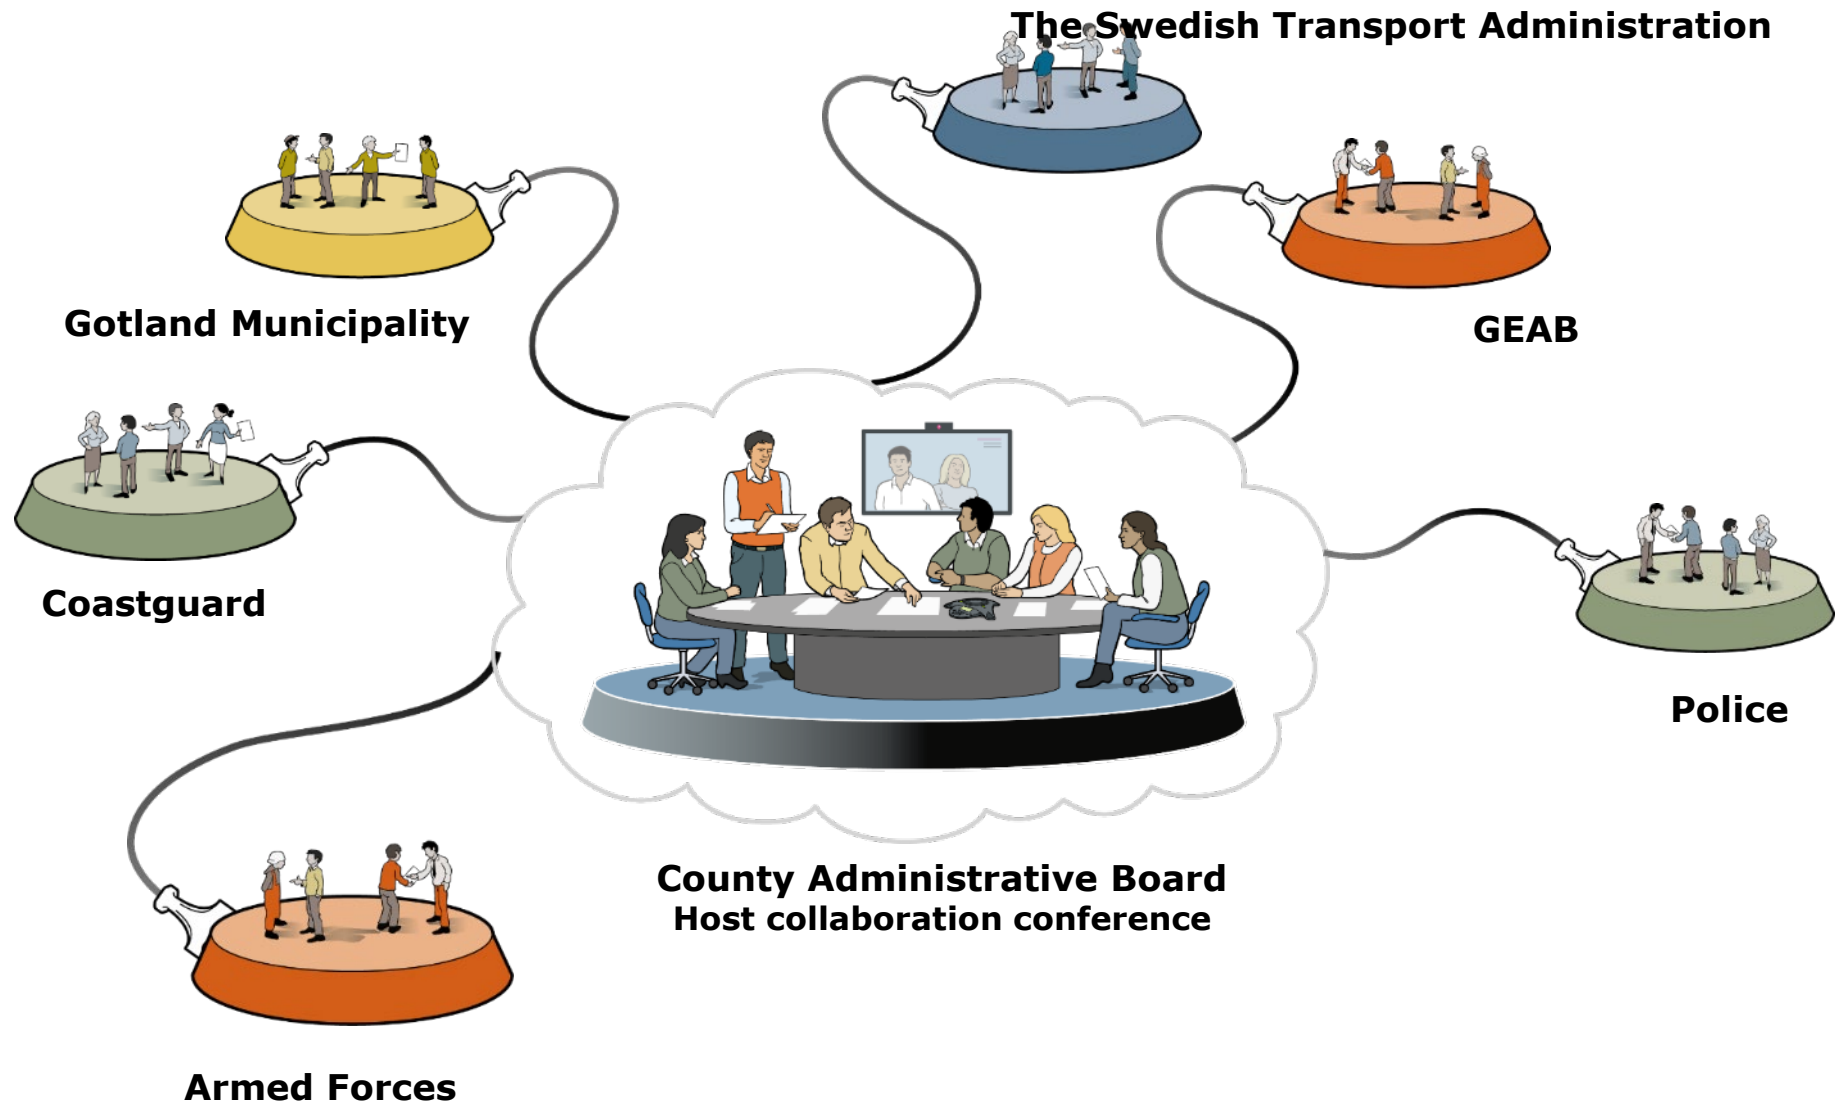 The Swedish Transport Administration
Gotland Municipality
GEAB
Coastguard
Police
County Administrative Board
Host collaboration conference
Armed Forces